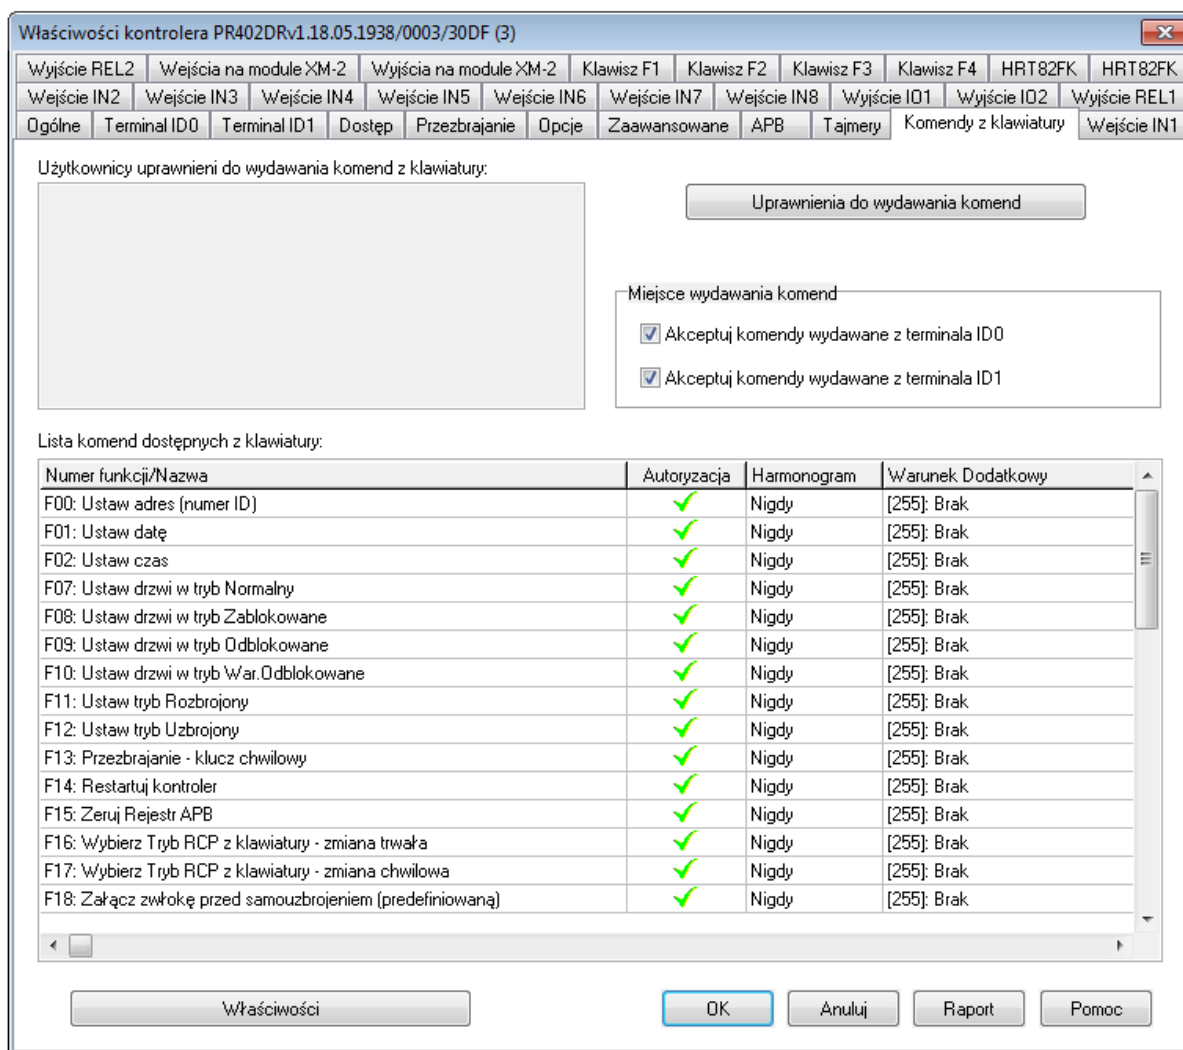 Właściwości kontrolera PR402DRv1.18.05.1938/0003/30DF (3)
Wyjście REL2 Wejścia na module XM-2 Wyjścia na module XM-2 Klawisz F1 Klawisz F2 Klawisz F3 Klawisz F4 HRT82FK HRT82FK
Wejście IN2 Wejście IN3 Wejście IN4 Wejście IN5 Wejście IN6 Wejście IN7 Wejście IN8 Wyjście IO1 Wyjście IO2 Wyjście REL1
Ogólne Terminal ID0 Terminal ID1 Dostęp Przezbrajanie Opcje Zaawansowane APB Tajmery Komendy z klawiatury Wejście IN1
Użytkownicy uprawnieni do wydawania komend z klawiatury:
Uprawnienia do wydawania komend
Miejsce wydawania komend
Akceptuj komendy wydawane z terminala ID0
Akceptuj komendy wydawane z terminala ID1
Lista komend dostępnych z klawiatury:
Numer funkcji/Nazwa Autoryzacja Harmonogram Warunek Dodatkowy
F00: Ustaw adres (numer ID) Nigdy [255]: Brak
F01: Ustaw datę Nigdy [255]: Brak
F02: Ustaw czas Nigdy [255]: Brak
F07: Ustaw drzwi w tryb Normalny Nigdy [255]: Brak
F08: Ustaw drzwi w tryb Zablokowane Nigdy [255]: Brak
F09: Ustaw drzwi w tryb Odblokowane Nigdy [255]: Brak
F10: Ustaw drzwi w tryb War.Odblokowane Nigdy [255]: Brak
F11: Ustaw tryb Rozbrojony Nigdy [255]: Brak
F12: Ustaw tryb Uzbrojony Nigdy [255]: Brak
F13: Przezbrajanie - klucz chwilowy Nigdy [255]: Brak
F14: Restartuj kontroler Nigdy [255]: Brak
F15: Zeruj Rejestr APB Nigdy [255]: Brak
F16: Wybierz Tryb RCP z klawiatury - zmiana trwała Nigdy [255]: Brak
F17: Wybierz Tryb RCP z klawiatury - zmiana chwilowa Nigdy [255]: Brak
F18: Załącz zwłokę przed samouzbrojeniem (predefiniowaną) Nigdy [255]: Brak
Właściwości OK Anuluj Raport Pomoc